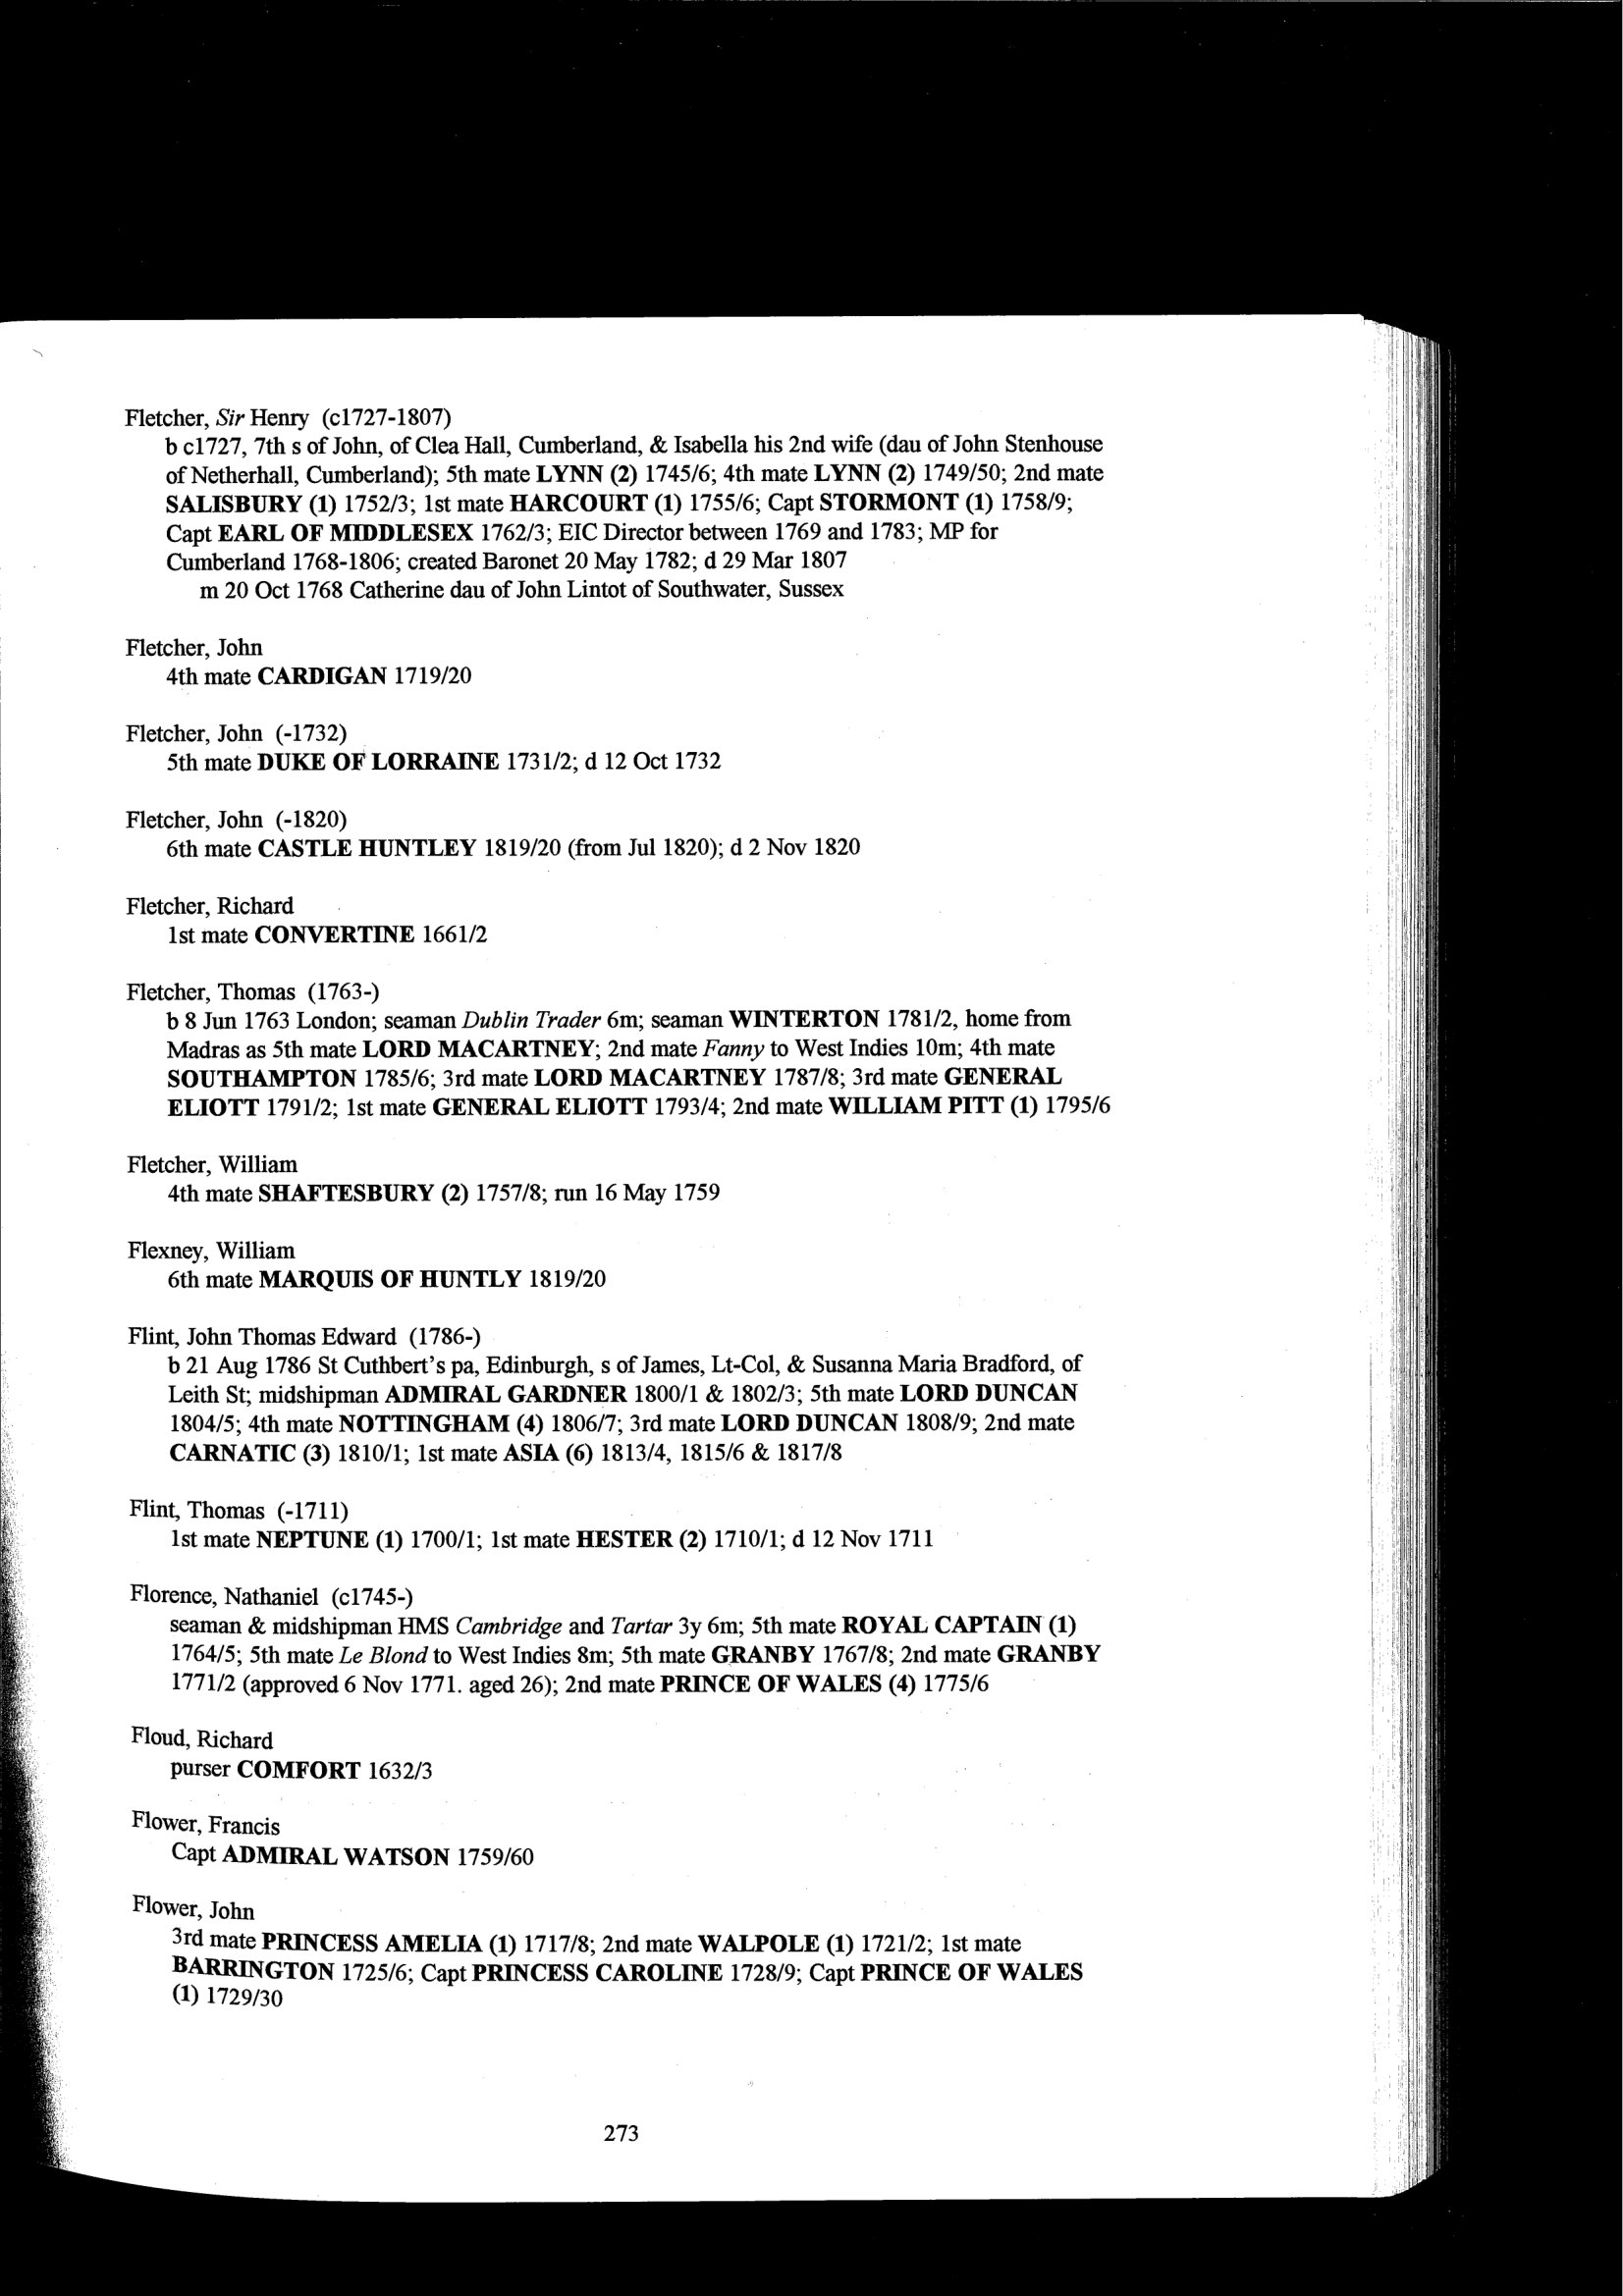 Fletcher, Sir Henry (c1727-1807)
b c1727, 7th s of John, of Clea Hall, Cumberland, & Isabella his 2nd wife (dau of John Stenhouse
of Netherhall, Cumberland); 5th mate LYNN (2) 1745/6; 4th mate LYNN (2) 1749/50; 2nd mate
SALISBURY (1) 1752/3; 1st mate HARCOURT (1) 1755/6; Capt STORMONT (1) 1758/9;
Capt EARL OF MIDDLESEX 1762/3; EIC Director between 1769 and 1783; MP for
Cumberland 1768-1806; created Baronet 20 May 1782; d 29 Mar 1807
m 20 Oct 1768 Catherine dau of John Lintot of Southwater, Sussex
Fletcher, John
4th mate CARDIGAN 1719/20
Fletcher, John (-1732)
5th mate DUKE OF LORRAINE 1731/2; d 12 Oct 1732
Fletcher, John (-1820)
6th mate CASTLE HUNTLEY 1819/20 (from Jul 1820); d 2 Nov 1820
Fletcher, Richard
1st mate CONVERTINE 1661/2
Fletcher, Thomas (1763-)
b 8 Jun 1763 London; seaman Dublin Trader 6m; seaman WINTERTON 1781/2, home from
Madras as 5th mate LORD MACARTNEY; 2nd mate Fanny to West Indies 10m; 4th mate
SOUTHAMPTON 1785/6; 3rd mate LORD MACARTNEY 1787/8; 3rd mate GENERAL
ELIOTT 1791/2; 1st mate GENERAL ELIOTT 1793/4; 2nd mate WILLIAM PITT (1) 1795/6
Fletcher, William
4th mate SHAFTESBURY (2) 1757/8; run 16 May 1759
Flexney, William
6th mate MARQUIS OF HUNTLY 1819/20
Flint, John Thomas Edward (1786-)
b 21 Aug 1786 St Cuthbert's pa, Edinburgh, s of James, Lt-Col, & Susanna Maria Bradford, of
Leith St; midshipman ADMIRAL GARDNER 1800/1 & 1802/3; 5th mate LORD DUNCAN
1804/5; 4th mate NOTTINGHAM (4) 1806/7; 3rd mate LORD DUNCAN 1808/9; 2nd mate
CARNATIC (3) 1810/1; 1st mate ASIA (6) 1813/4, 1815/6 & 1817/8
Flint, Thomas (-1711)
1st mate NEPTUNE (1) 1700/1; 1st mate HESTER (2) 1710/1; d 12 Nov 1711
Florence, Nathaniel (c1745-)
seaman & midshipman HMS Cambridge and Tartar 3y 6m; 5th mate ROYAL CAPTAIN (1)
1764/5; 5th mate Le Blond to West Indies 8m; 5th mate GRANBY 1767/8; 2nd mate GRANBY
1771/2 (approved 6 Nov 1771. aged 26); 2nd mate PRINCE OF WALES (4) 1775/6
Floud, Richard
purser COMFORT 1632/3
Flower, Francis
Capt ADMIRAL WATSON 1759/60
Flower, John
3rd mate PRINCESS AMELIA (1) 1717/8; 2nd mate WALPOLE (1) 1721/2; 1st mate
BARRINGTON 1725/6; Capt PRINCESS CAROLINE 1728/9; Capt PRINCE OF WALES
(1) 1729/30
273